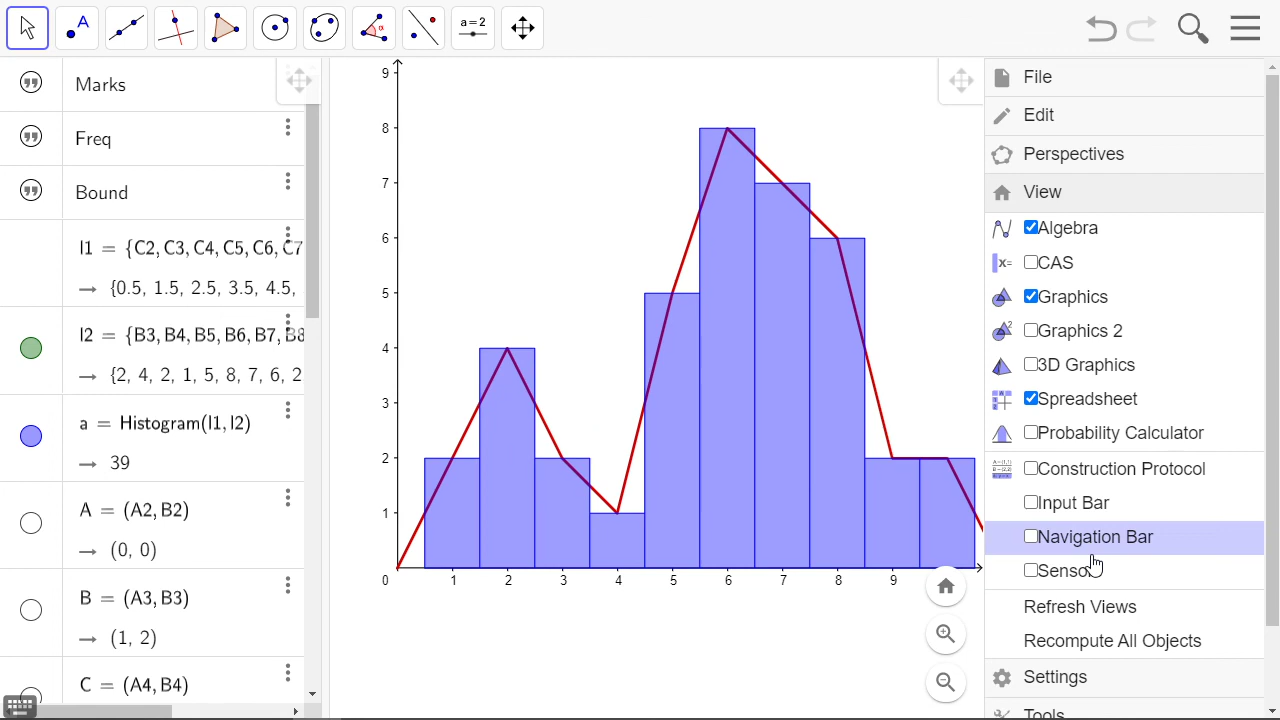 A
α
a=2
Marks
Freq
Bound
l1 = {C2, C3, C4, C5, C6, C7
→ {0.5, 1.5, 2.5, 3.5, 4.5,
l2 = {B3, B4, B5, B6, B7, B8
→ {2, 4, 2, 1, 5, 8, 7, 6, 2
a = Histogram(l1, l2)
→ 39
A = (A2, B2)
→ (0, 0)
B = (A3, B3)
→ (1, 2)
C = (A4, B4)
9
8
7
6
5
4
3
2
1
0 1 2 3 4 5 6 7 8 9
File
Edit
Perspectives
View
Algebra
x= CAS
Graphics
2 Graphics 2
3D Graphics
Spreadsheet
Probability Calculator
Construction Protocol
Input Bar
Navigation Bar
Refresh Views
Recompute All Objects
Settings
Tools